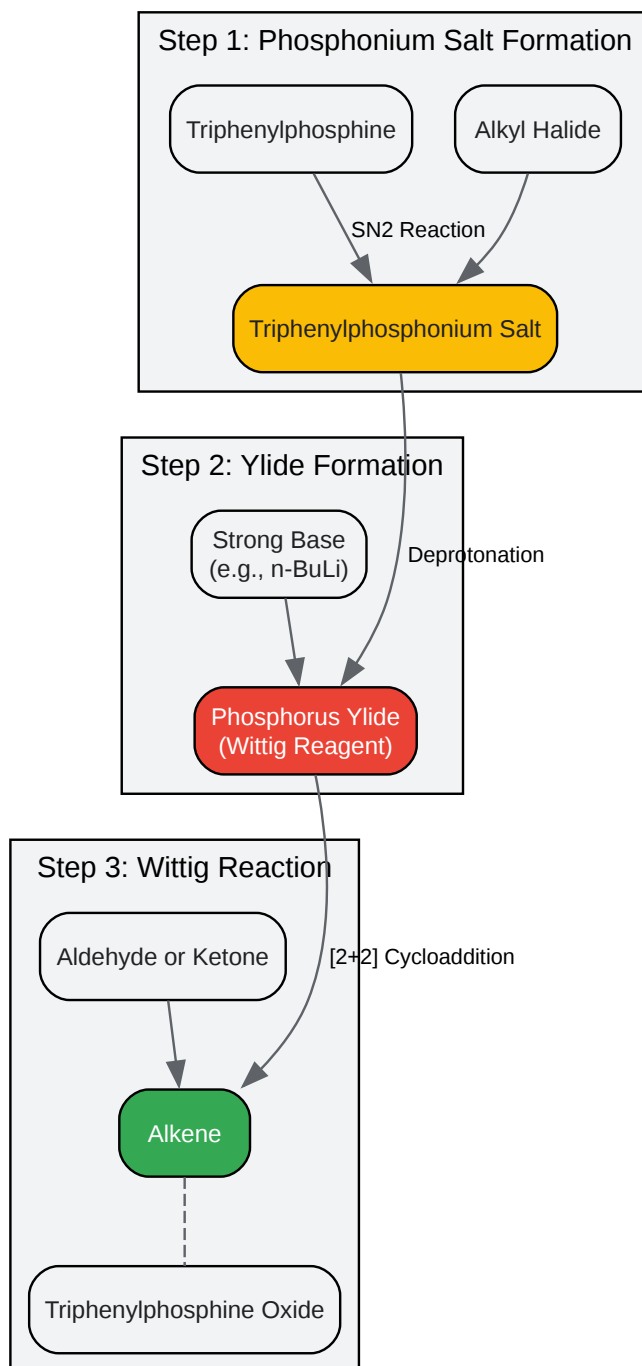 Step 1: Phosphonium Salt Formation
Triphenylphosphine
Alkyl Halide
SN2 Reaction
Triphenylphosphonium Salt
Step 2: Ylide Formation
Strong Base
(e.g., n-BuLi)
Deprotonation
Phosphorus Ylide
(Wittig Reagent)
Step 3: Wittig Reaction
Aldehyde or Ketone
[2+2] Cycloaddition
Alkene
Triphenylphosphine Oxide